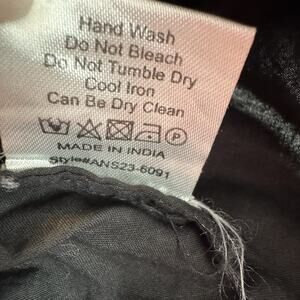 Hand Wash
Do Not Bleach
Do Not Tumble Dry
Cool Iron
Can Be Dry Clean
P
MADE IN INDIA
Style#ANS23-6091